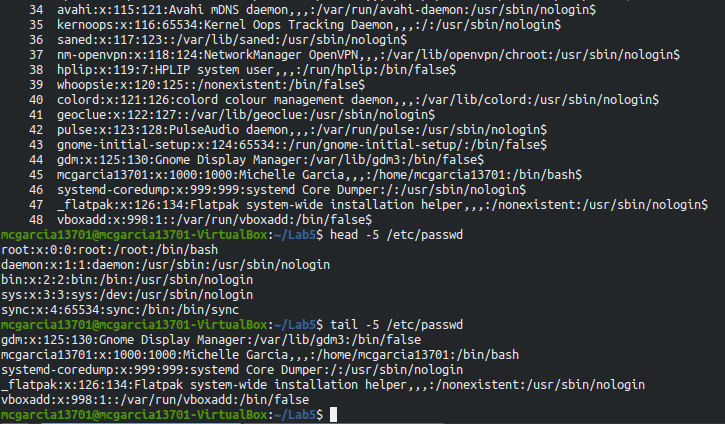 34 avahi:x:115:121:Avahi mDNS daemon,,,:/var/run/avahi-daemon:/usr/sbin/nologin$
35 kernoops:x:116:65534:Kernel Oops Tracking Daemon,,,:/:/usr/sbin/nologin$
36 saned:x:117:123::/var/lib/saned:/usr/sbin/nologin$
37 nm-openvpn:x:118:124:NetworkManager OpenVPN,,,:/var/lib/openvpn/chroot:/usr/sbin/nologin$
38 hplip:x:119:7:HPLIP system user,,,:/run/hplip:/bin/false$
39 whoopsie:x:120:125::/nonexistent:/bin/false$
40 colord:x:121:126:colord colour management daemon,,,:/var/lib/colord:/usr/sbin/nologin$
41 geoclue:x:122:127::/var/lib/geoclue:/usr/sbin/nologin$
42 pulse:x:123:128:PulseAudio daemon,,,:/var/run/pulse:/usr/sbin/nologin$
43 gnome-initial-setup:x:124:65534::/run/gnome-initial-setup/:/bin/false$
44 gdm:x:125:130:Gnome Display Manager:/var/lib/gdm3:/bin/false$
45 mcgarcia13701:x:1000:1000:Michelle Garcia,,,:/home/mcgarcia13701:/bin/bash$
46 systemd-coredump:x:999:999:systemd Core Dumper:/:/usr/sbin/nologin$
47 _flatpak:x:126:134:Flatpak system-wide installation helper,,,:/nonexistent:/usr/sbin/nologin$
48 vboxadd:x:998:1::/var/run/vboxadd:/bin/false$
mcgarcia13701@mcgarcia13701-VirtualBox:~/Lab5$ head -5 /etc/passwd
root:x:0:0:root:/root:/bin/bash
daemon:x:1:1:daemon:/usr/sbin:/usr/sbin/nologin
bin:x:2:2:bin:/bin:/usr/sbin/nologin
sys:x:3:3:sys:/dev:/usr/sbin/nologin
sync:x:4:65534:sync:/bin:/bin/sync
mcgarcia13701@mcgarcia13701-VirtualBox:~/Lab5$ tail -5 /etc/passwd
gdm:x:125:130:Gnome Display Manager:/var/lib/gdm3:/bin/false
mcgarcia13701:x:1000:1000:Michelle Garcia,,,:/home/mcgarcia13701:/bin/bash
systemd-coredump:x:999:999:systemd Core Dumper:/:/usr/sbin/nologin
_flatpak:x:126:134:Flatpak system-wide installation helper,,,:/nonexistent:/usr/sbin/nologin
vboxadd:x:998:1::/var/run/vboxadd:/bin/false
mcgarcia13701@mcgarcia13701-VirtualBox:~/Lab5$